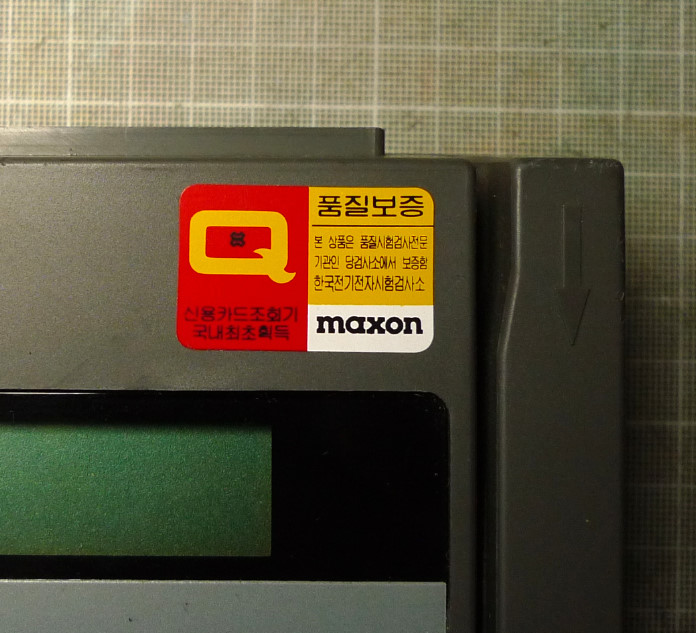 Q
신용카드조회기
국내최초획득
품질보증
본 상품은 품질시험검사전문
기관인 당검사소에서 보증함
한국전기전자시험검사소
maxon